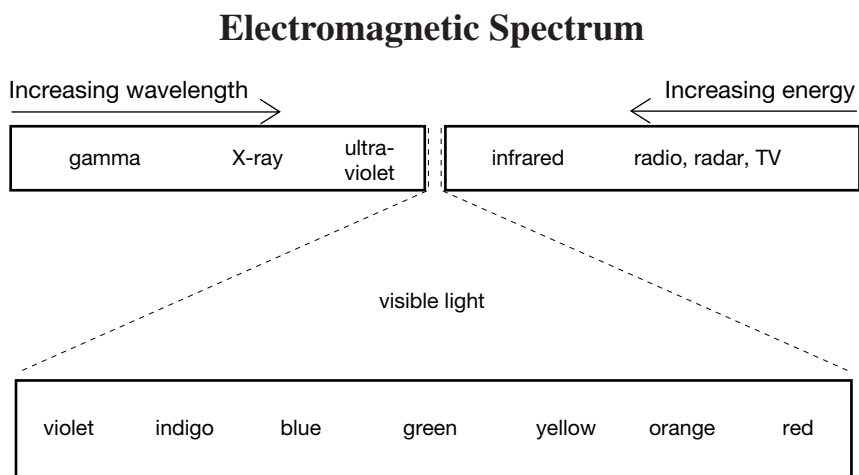 Electromagnetic Spectrum
Increasing wavelength
Increasing energy
gamma
X-ray
ultra-
violet
infrared
radio, radar, TV
visible light
violet
indigo
blue
green
yellow
orange
red